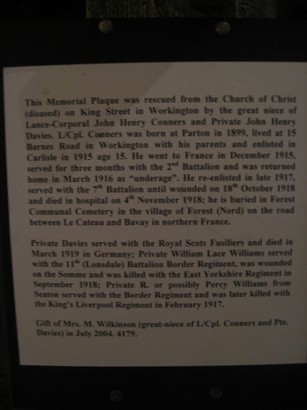 This Memorial Plaque was rescued from the Church of Christ
(disused) on King Street in Workington by the great niece of
Lance-Corporal John Henry Conners and Private John Henry
Davies. L/Cpl. Conners was born at Parton in 1899, lived at 15
Barnes Road in Workington with his parents and enlisted in
Carlisle in 1915 age 15. He went to France in December 1915,
served for three months with the 2nd Battalion and was returned
home in March 1916 as "underage". He re-enlisted in late 1917,
served with the 7th Battalion until wounded on 18th October 1918
and died in hospital on 4th November 1918; he is buried in Forest
Communal Cemetery in the village of Forest (Nord) on the road
between Le Cateau and Bavay in northern France.
Private Davies served with the Royal Scots Fusiliers and died in
March 1919 in Germany; Private William Lace Williams served
with the 11th (Lonsdale) Battalion Border Regiment, was wounded
on the Somme and was killed with the East Yorkshire Regiment in
September 1918; Private R. or possibly Percy Williams from
Seaton served with the Border Regiment and was later killed with
the King's Liverpool Regiment in February 1917.
Gift of Mrs. M. Wilkinson (great-niece of L/Cpl. Conners and Pte.
Davies) in July 2004. 4179.